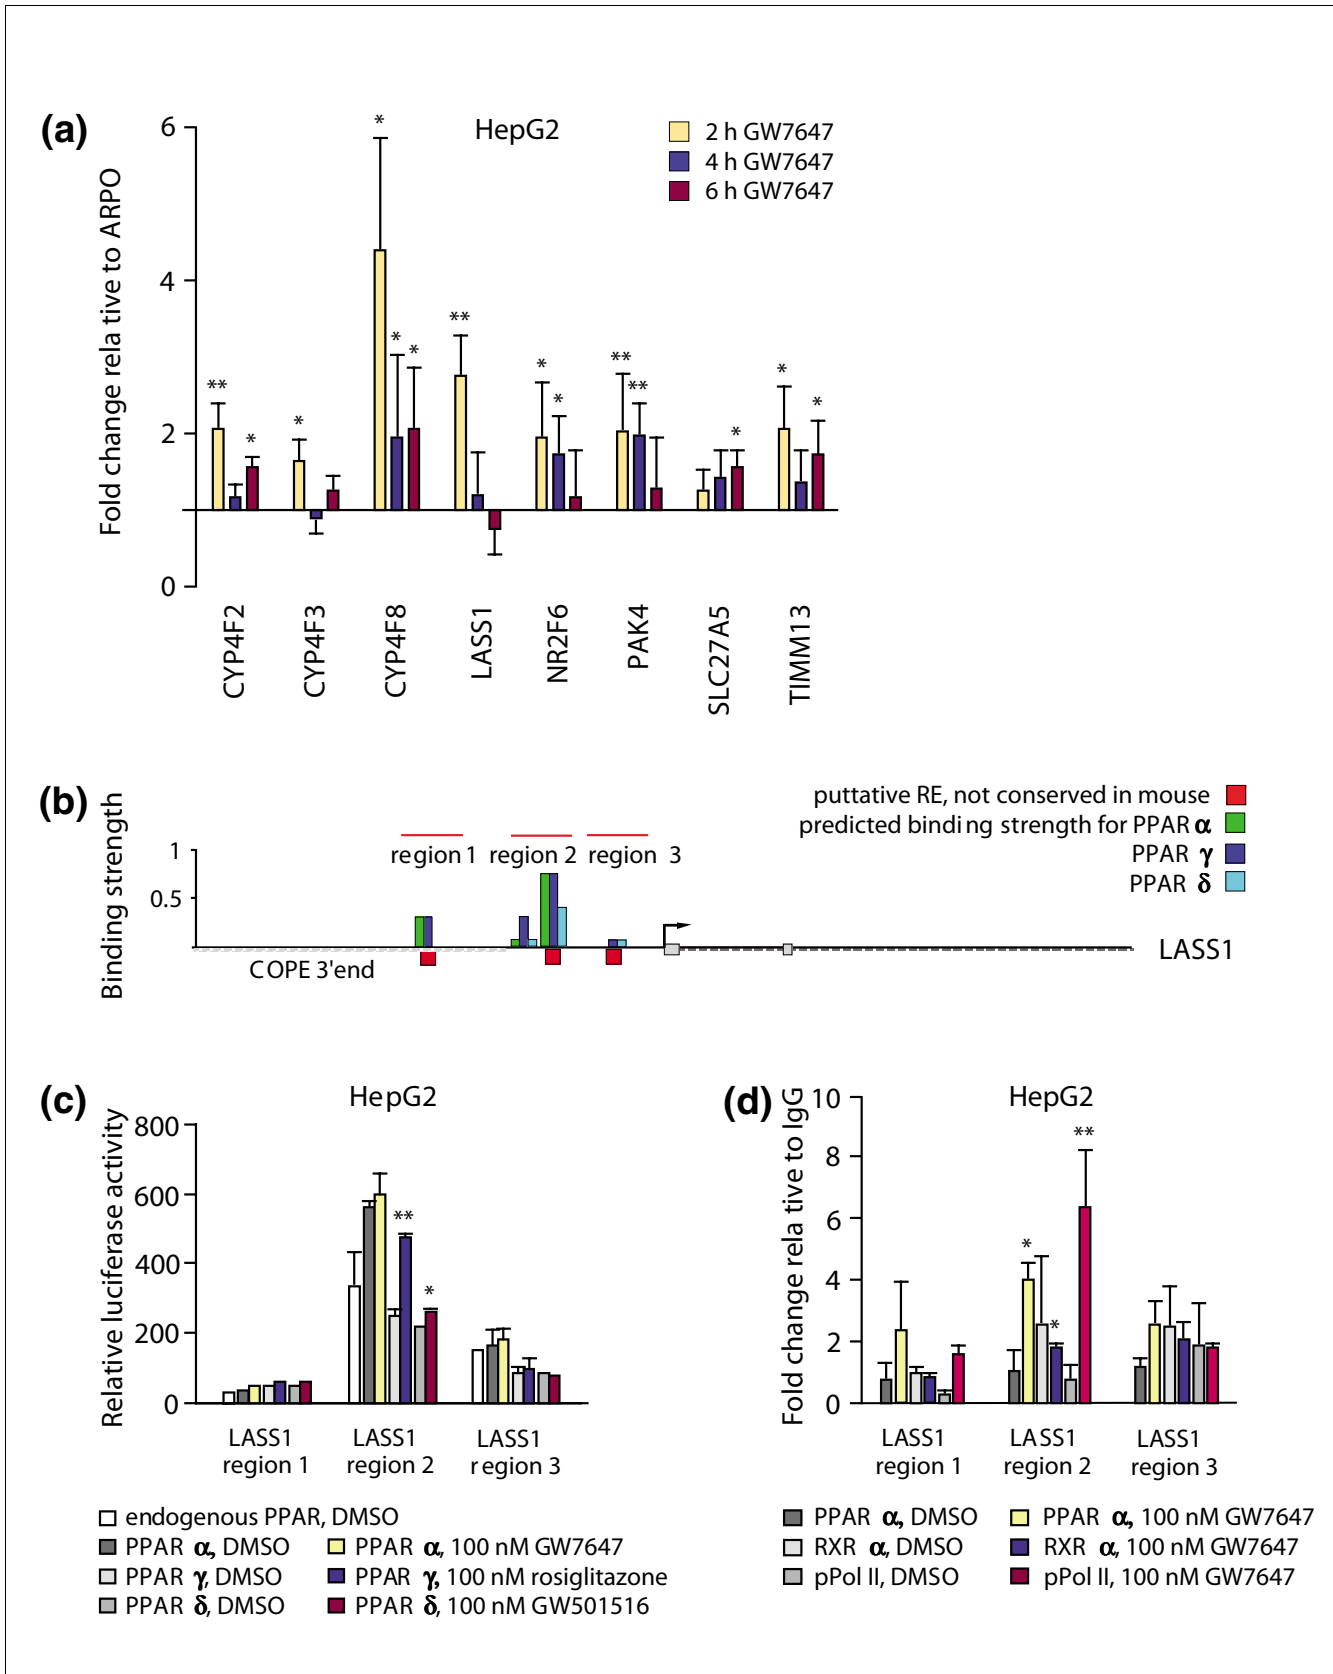 (a)
HepG2
2 h GW7647
4 h GW7647
6 h GW7647
Fold change rela tive to ARPO
6
4
2
0
*
**
*
*
*
*
**
*
*
**
**
*
*
*
CYP4F2
CYP4F3
CYP4F8
LASS1
NR2F6
PAK4
SLC27A5
TIMM13
(b)
Binding strength
1
0.5
puttative RE, not conserved in mouse
predicted binding strength for PPAR α
PPAR γ
PPAR δ
region 1 region 2 region 3
COPE 3'end
LASS1
(c)
HepG2
Relative luciferase activity
800
600
400
200
0
**
*
LASS1 region 1
LASS1 region 2
LASS1 region 3
endogenous PPAR, DMSO
PPAR α, DMSO
PPAR α, 100 nM GW7647
PPAR γ, DMSO
PPAR γ, 100 nM rosiglitazone
PPAR δ, DMSO
PPAR δ, 100 nM GW501516
(d)
HepG2
Fold change rela tive to IgG
10
8
6
4
2
0
**
*
*
LASS1 region 1
LASS1 region 2
LASS1 region 3
PPAR α, DMSO
PPAR α, 100 nM GW7647
RXR α, DMSO
RXR α, 100 nM GW7647
pPol II, DMSO
pPol II, 100 nM GW7647